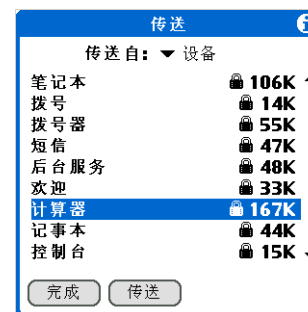 传送
传送自: 设备
笔记本 106K
拨号 14K
拨号器 55K
短信 47K
后台服务 48K
欢迎 33K
计算器 167K
记事本 44K
控制台 15K
完成 传送